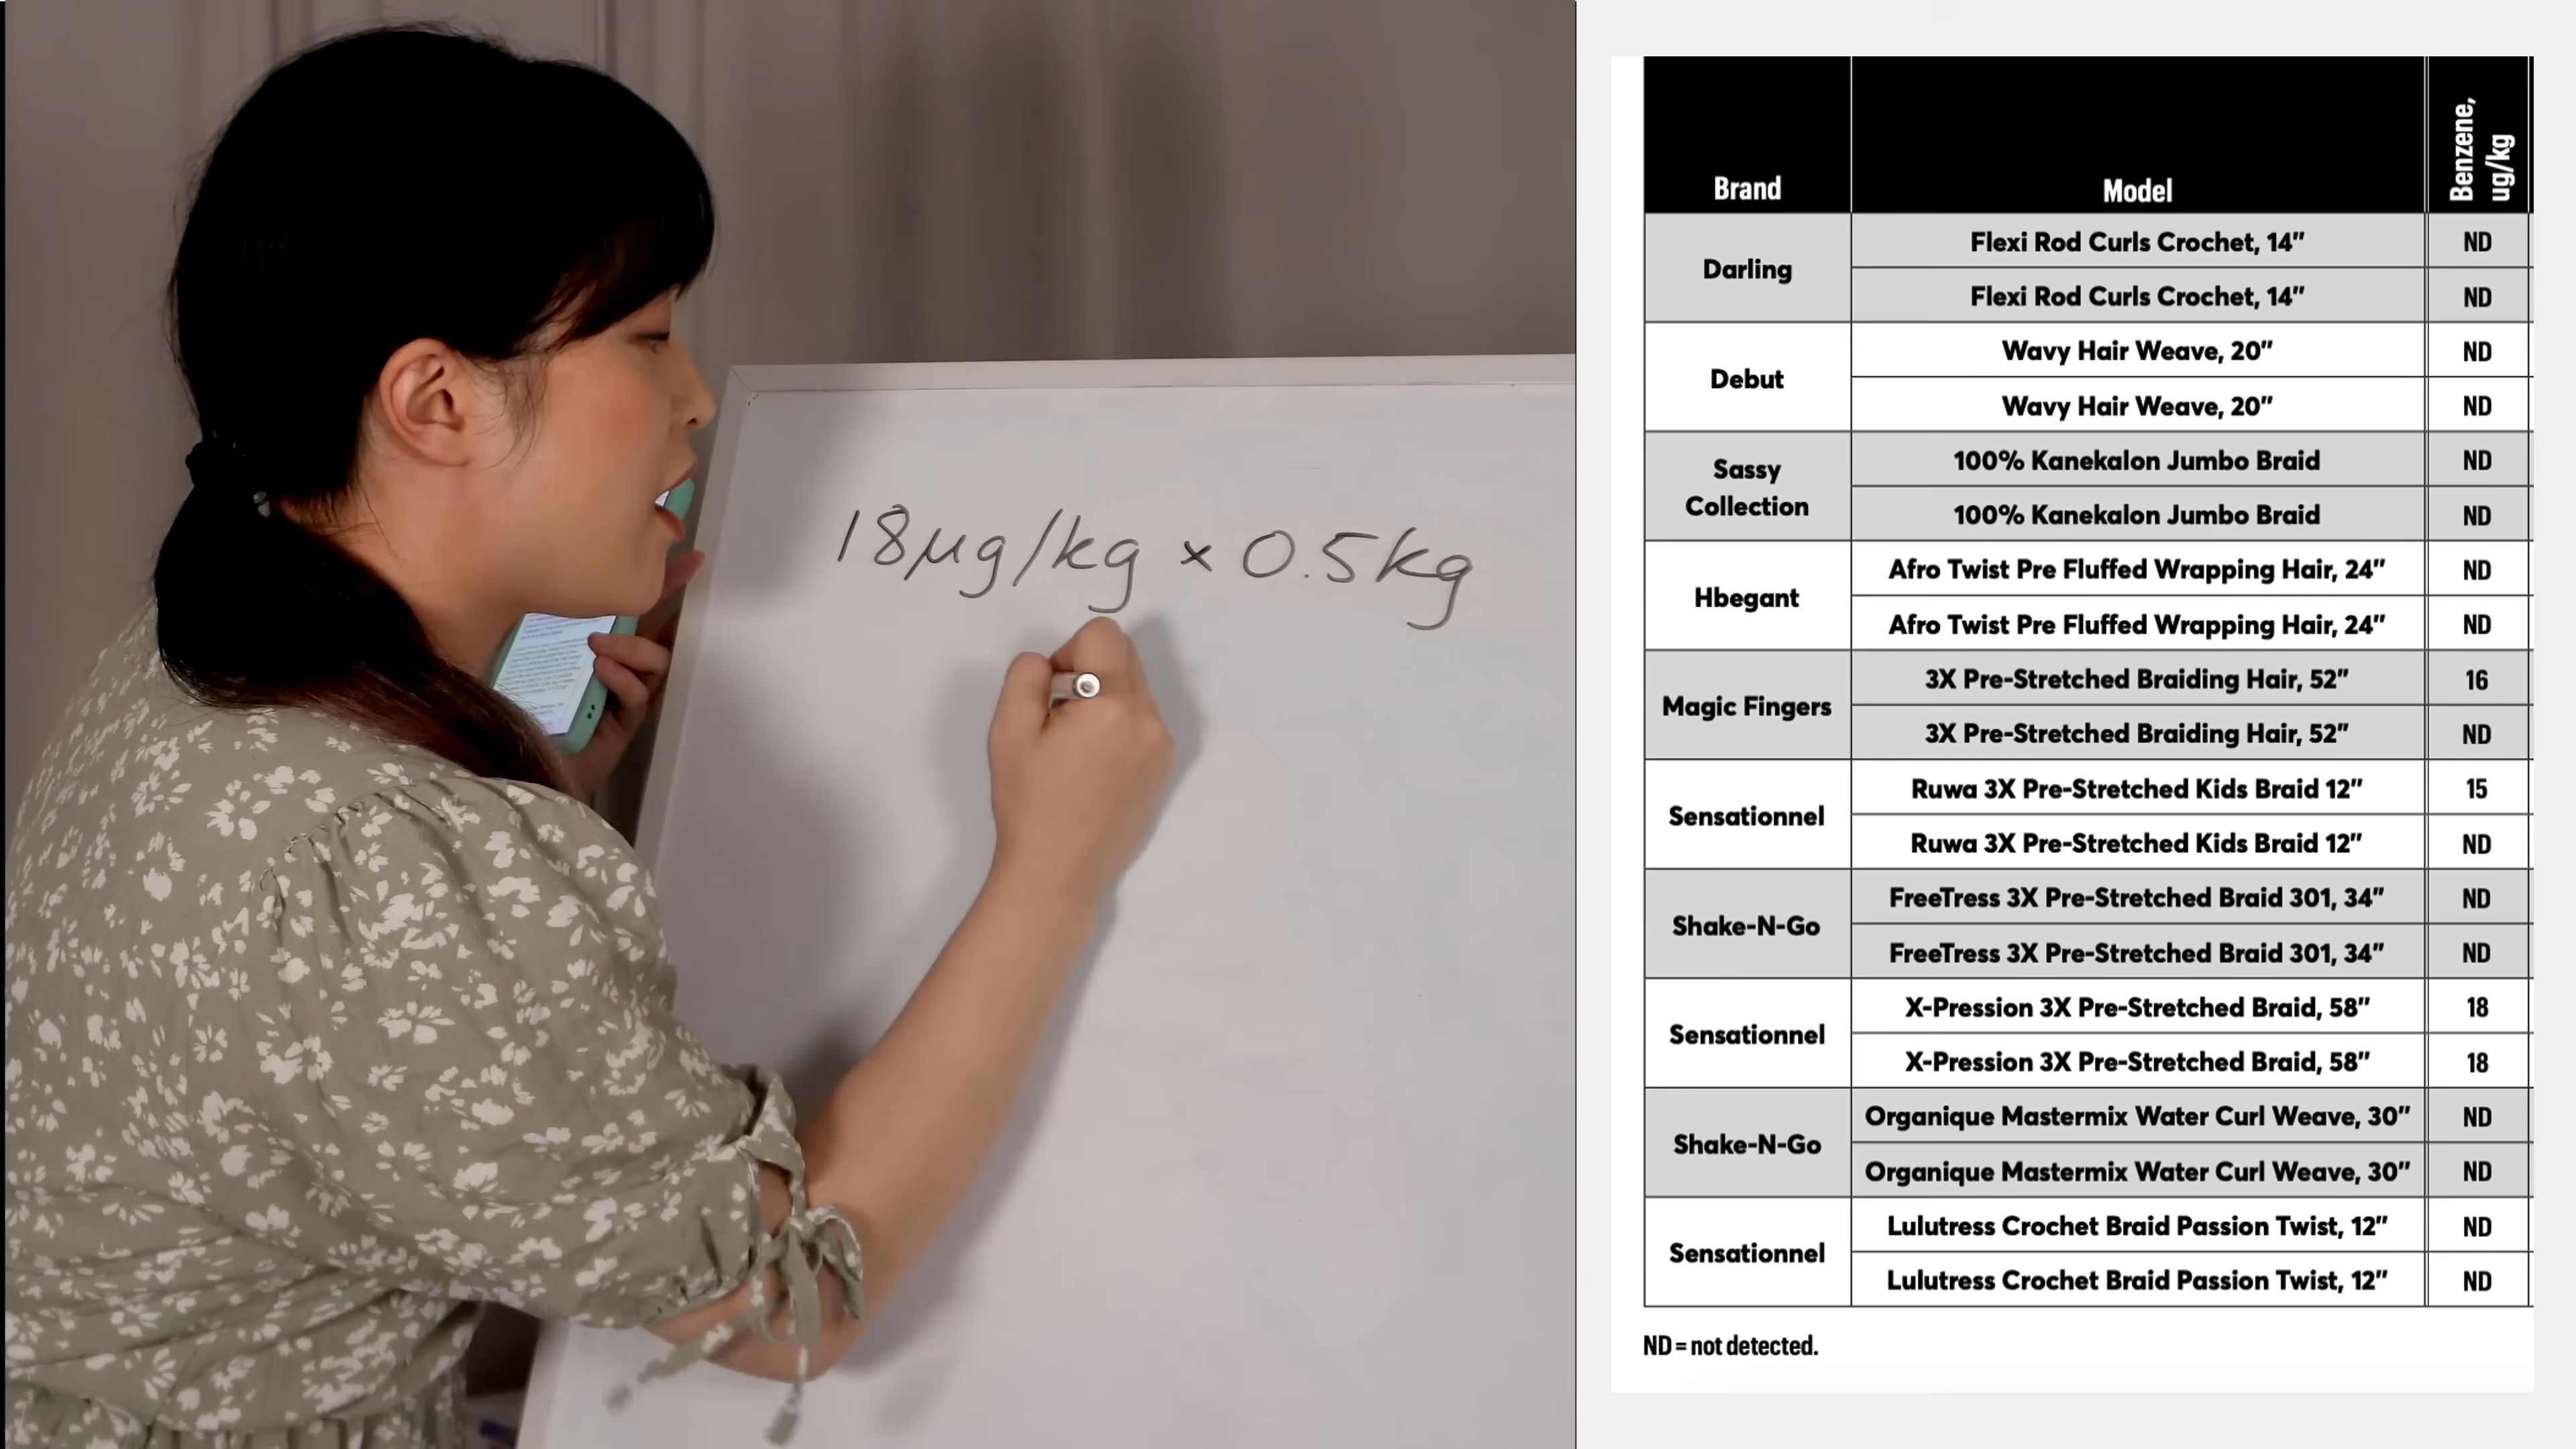 18µg/kg × 0.5kg
Brand Model Benzene, ug/kg
Darling Flexi Rod Curls Crochet, 14" ND
Flexi Rod Curls Crochet, 14" ND
Debut Wavy Hair Weave, 20" ND
Wavy Hair Weave, 20" ND
Sassy Collection 100% Kanekalon Jumbo Braid ND
100% Kanekalon Jumbo Braid ND
Hbegant Afro Twist Pre Fluffed Wrapping Hair, 24" ND
Afro Twist Pre Fluffed Wrapping Hair, 24" ND
Magic Fingers 3X Pre-Stretched Braiding Hair, 52" 16
3X Pre-Stretched Braiding Hair, 52" ND
Sensationnel Ruwa 3X Pre-Stretched Kids Braid 12" 15
Ruwa 3X Pre-Stretched Kids Braid 12" ND
Shake-N-Go FreeTress 3X Pre-Stretched Braid 301, 34" ND
FreeTress 3X Pre-Stretched Braid 301, 34" ND
Sensationnel X-Pression 3X Pre-Stretched Braid, 58" 18
X-Pression 3X Pre-Stretched Braid, 58" 18
Shake-N-Go Organique Mastermix Water Curl Weave, 30" ND
Organique Mastermix Water Curl Weave, 30" ND
Sensationnel Lulutress Crochet Braid Passion Twist, 12" ND
Lulutress Crochet Braid Passion Twist, 12" ND
ND = not detected.